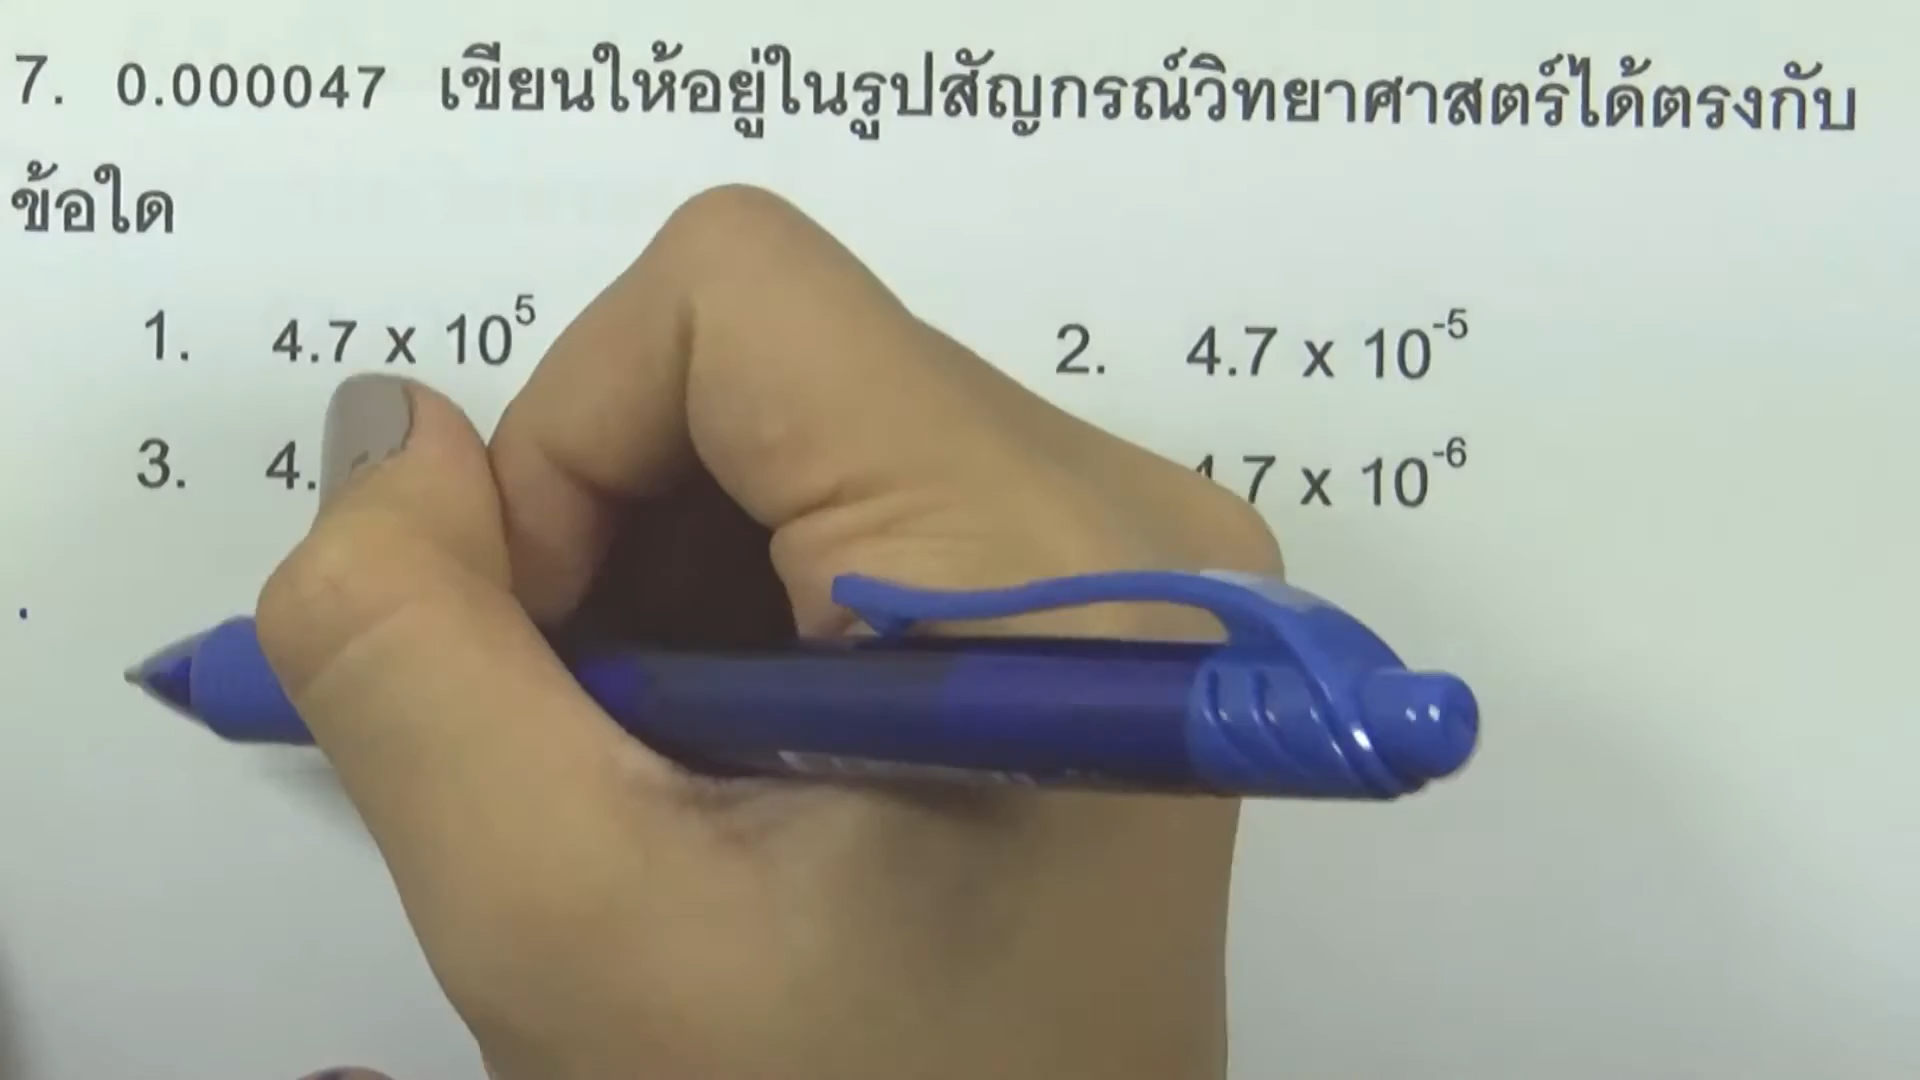 7. 0.000047 เขียนให้อยู่ในรูปสัญกรณ์วิทยาศาสตร์ได้ตรงกับ
ข้อใด
1. 4.7 x 10⁵ 2. 4.7 x 10⁻⁵
3. 4. 7 x 10⁻⁶